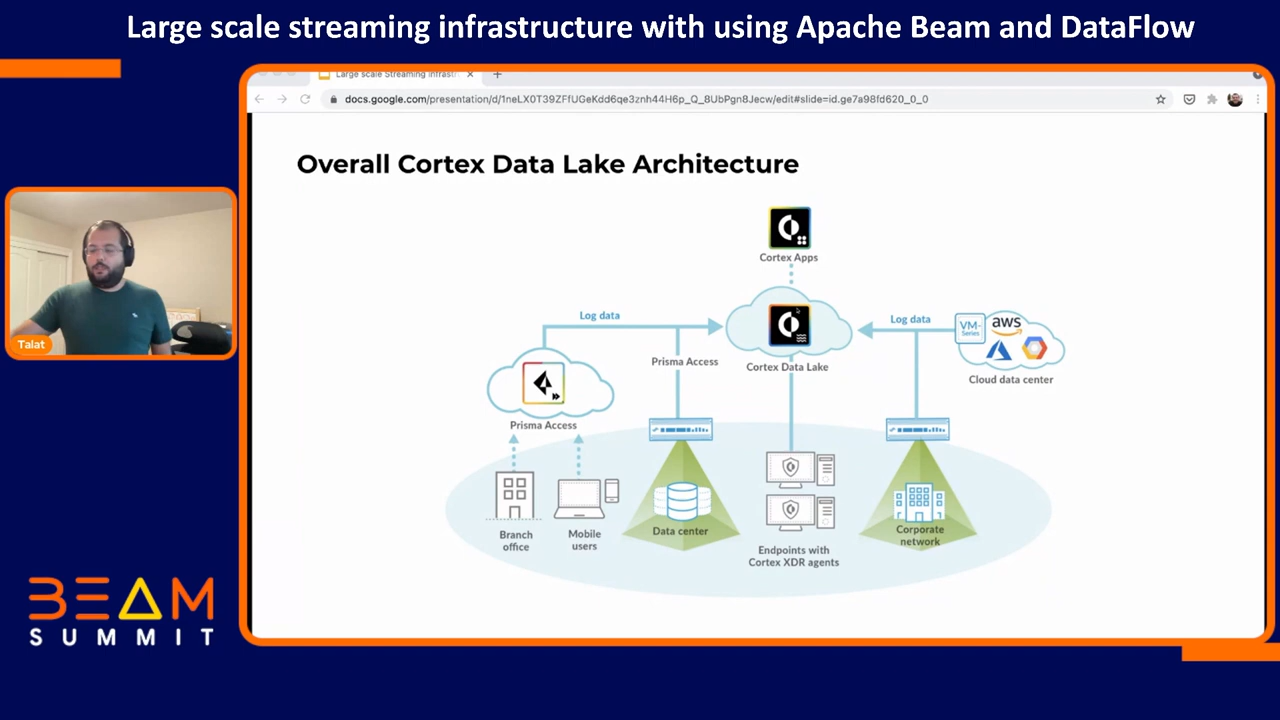 Large scale streaming infrastructure with using Apache Beam and DataFlow
Large scale Streaming Infrast
docs.google.com/presentation/d/1neLX0T39ZFfUGeKdd6qe3znh44H6p_Q_8UbPgn8Jecw/edit#slide=id.ge7a98fd620_0_0
Overall Cortex Data Lake Architecture
Cortex Apps
Log data
Log data
VM-
Series
aws
Prisma Access
Cortex Data Lake
Cloud data center
Prisma Access
Branch
office
Mobile
users
Data center
Endpoints with
Cortex XDR agents
Corporate
network
Talat
BEAM
SUMMIT